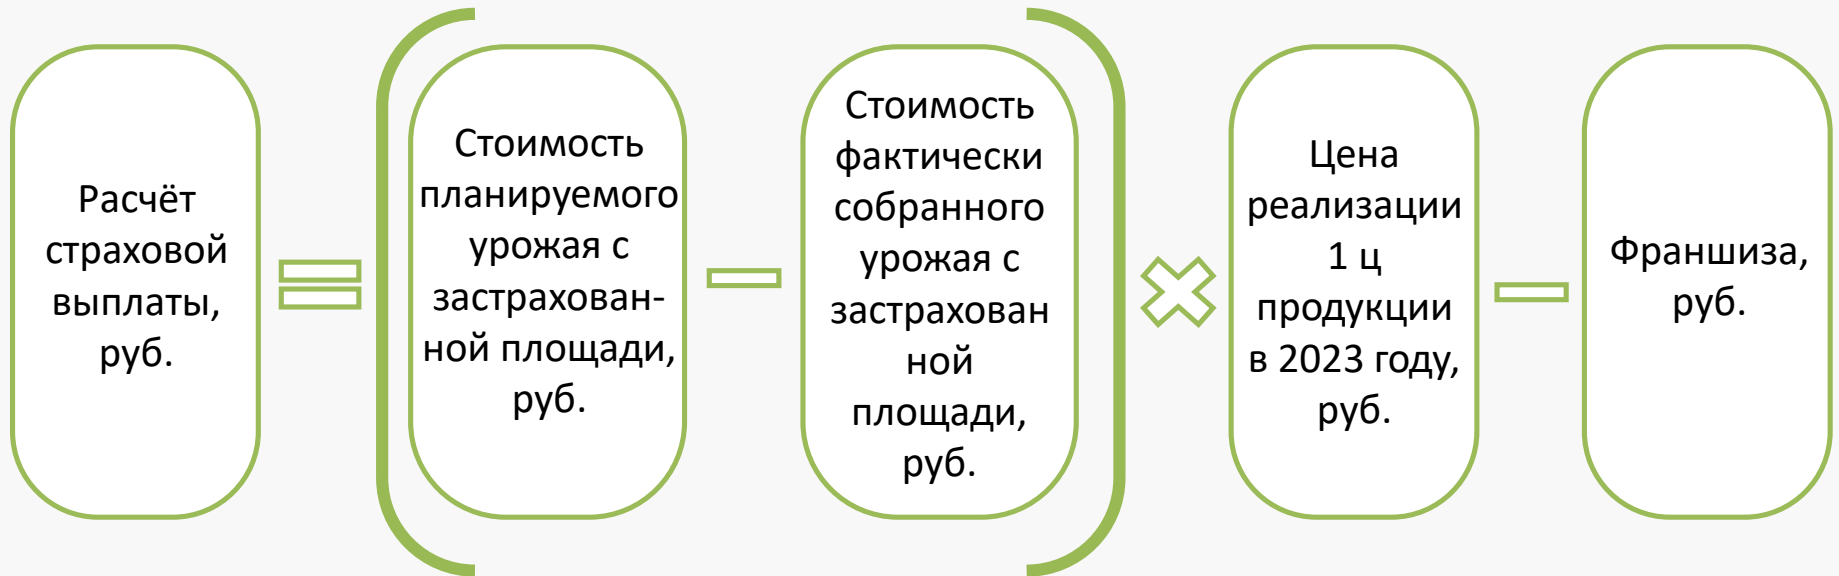 Расчёт
страховой
выплаты,
руб.
Стоимость
планируемого
урожая с
застрахован-
ной площади,
руб.
Стоимость
фактически
собранного
урожая с
застрахован
ной
площади,
руб.
Цена
реализации
1 ц
продукции
в 2023 году,
руб.
Франшиза,
руб.